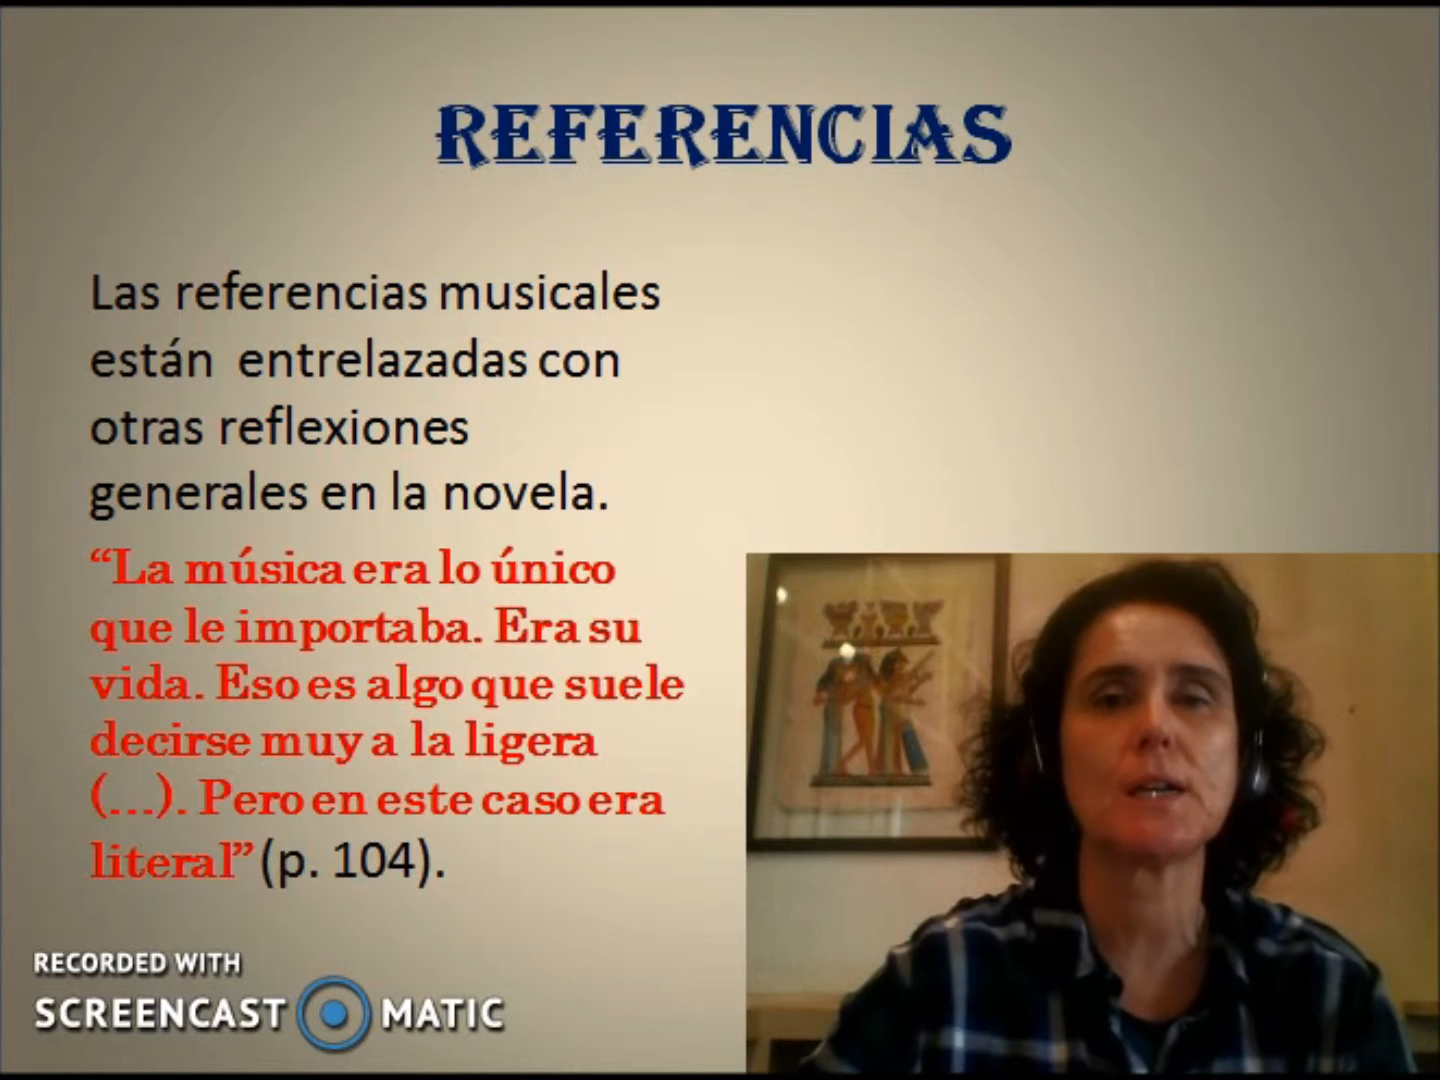 REFERENCIAS
Las referencias musicales
están entrelazadas con
otras reflexiones
generales en la novela.
“La música era lo único
que le importaba. Era su
vida. Eso es algo que suele
decirse muy a la ligera
(…). Pero en este caso era
literal” (p. 104).
RECORDED WITH
SCREENCAST MATIC